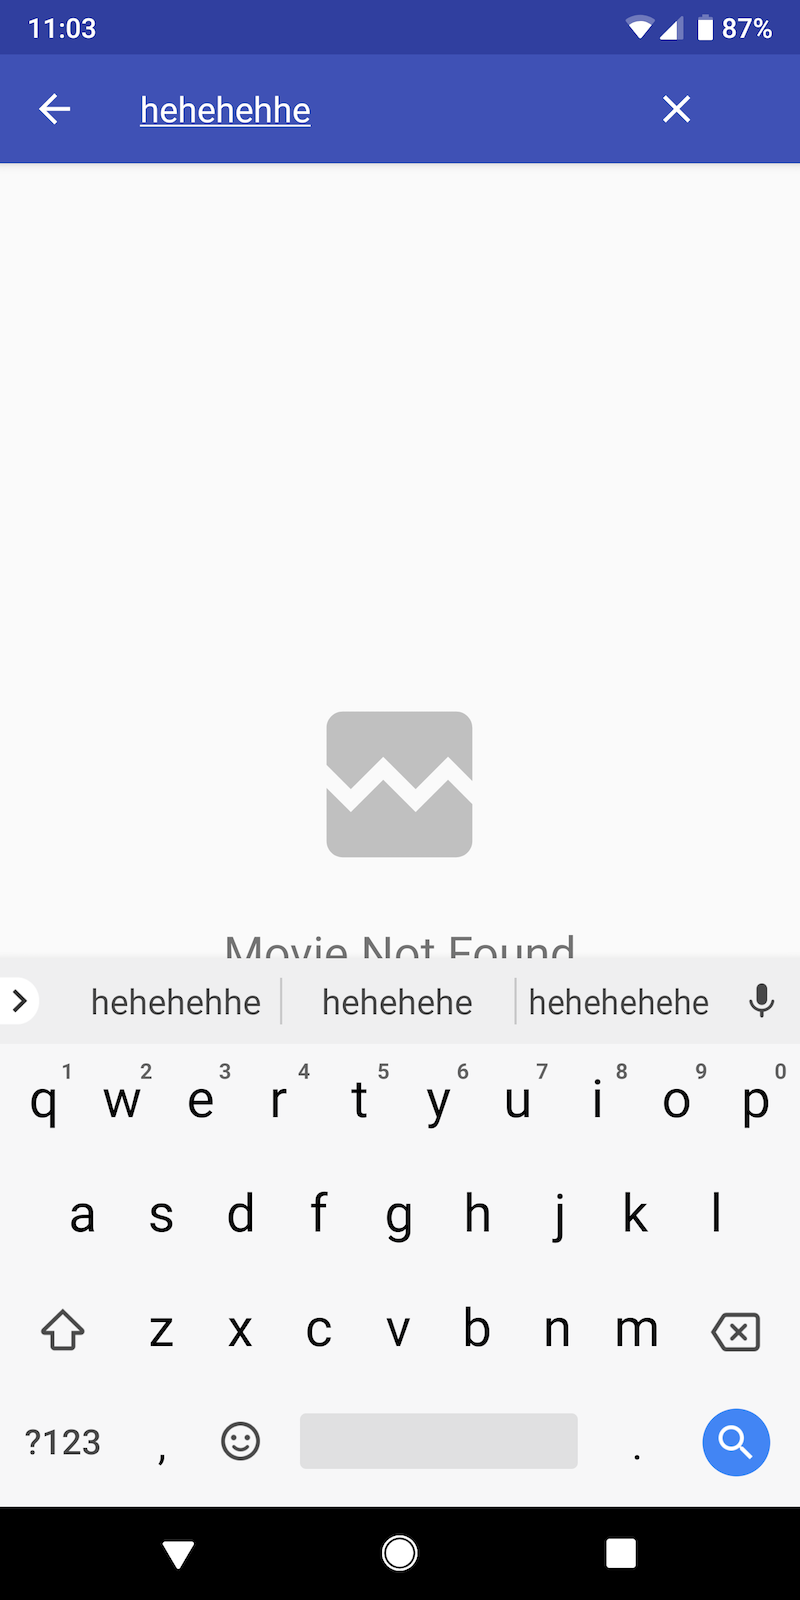 11:03 87%
hehehehhe
Movie Not Found
hehehehhe hehehehe hehehehehe
1 2 3 4 5 6 7 8 9 0
q w e r t y u i o p
a s d f g h j k l
z x c v b n m
?123 , .